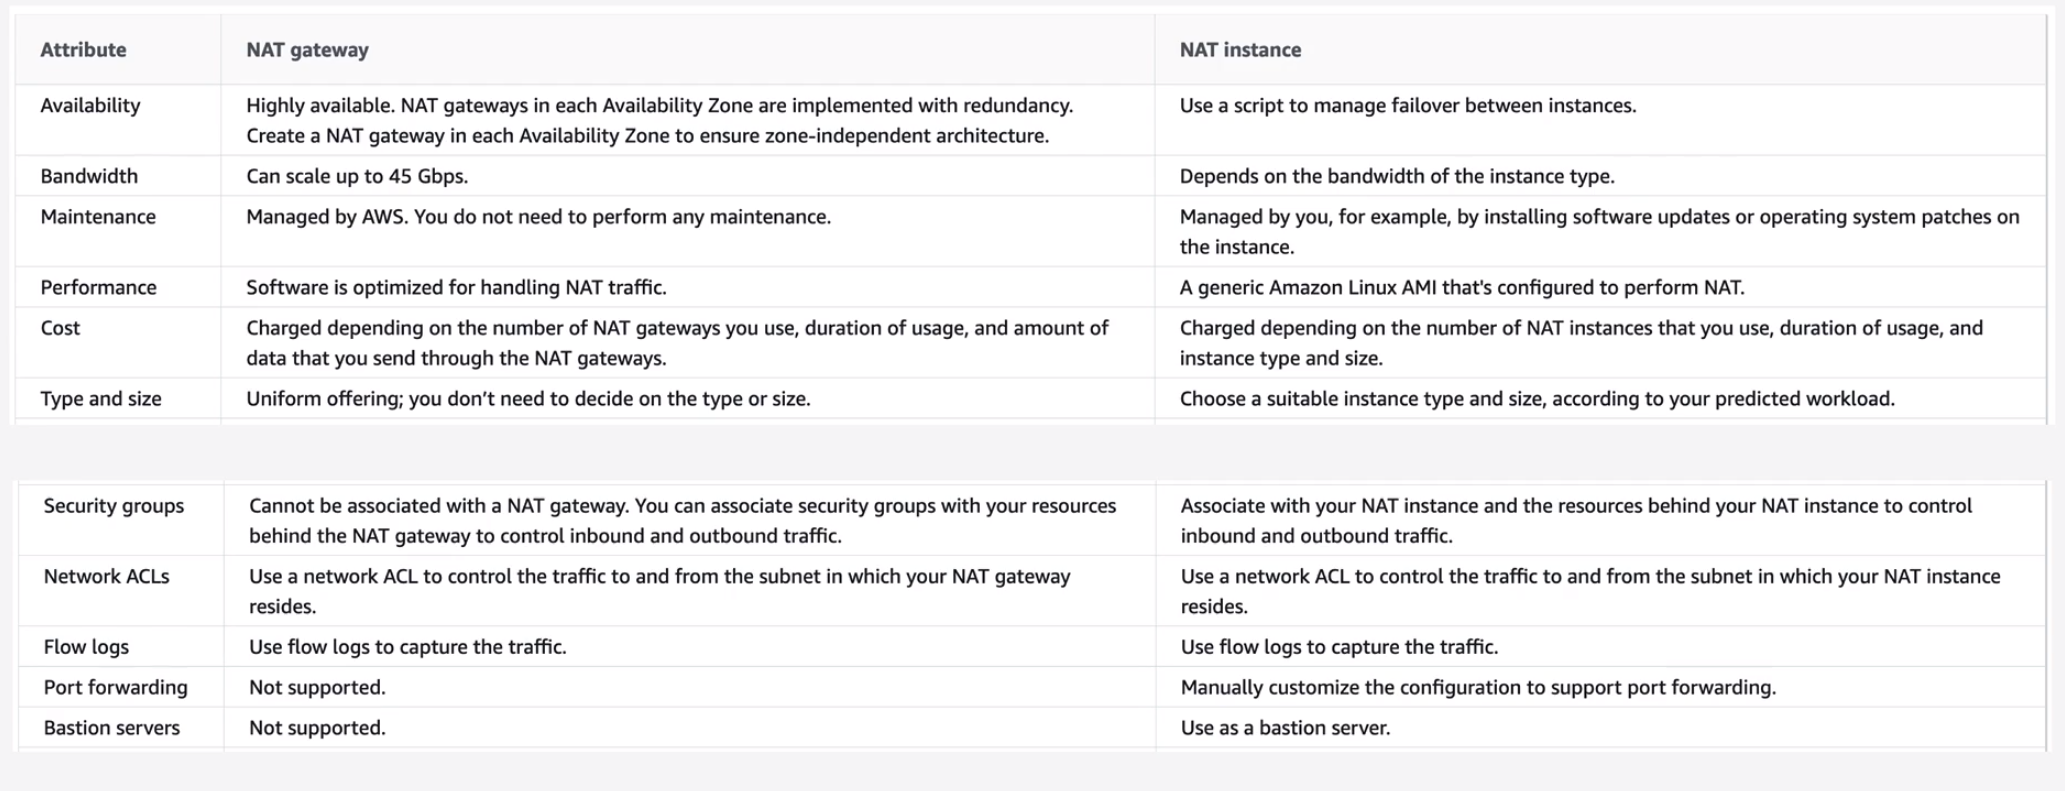 Attribute NAT gateway NAT instance
Availability Highly available. NAT gateways in each Availability Zone are implemented with redundancy. Use a script to manage failover between instances.
Create a NAT gateway in each Availability Zone to ensure zone-independent architecture.
Bandwidth Can scale up to 45 Gbps. Depends on the bandwidth of the instance type.
Maintenance Managed by AWS. You do not need to perform any maintenance. Managed by you, for example, by installing software updates or operating system patches on
the instance.
Performance Software is optimized for handling NAT traffic. A generic Amazon Linux AMI that's configured to perform NAT.
Cost Charged depending on the number of NAT gateways you use, duration of usage, and amount of Charged depending on the number of NAT instances that you use, duration of usage, and
data that you send through the NAT gateways. instance type and size.
Type and size Uniform offering; you don’t need to decide on the type or size. Choose a suitable instance type and size, according to your predicted workload.
Security groups Cannot be associated with a NAT gateway. You can associate security groups with your resources Associate with your NAT instance and the resources behind your NAT instance to control
behind the NAT gateway to control inbound and outbound traffic. inbound and outbound traffic.
Network ACLs Use a network ACL to control the traffic to and from the subnet in which your NAT gateway Use a network ACL to control the traffic to and from the subnet in which your NAT instance
resides. resides.
Flow logs Use flow logs to capture the traffic. Use flow logs to capture the traffic.
Port forwarding Not supported. Manually customize the configuration to support port forwarding.
Bastion servers Not supported. Use as a bastion server.